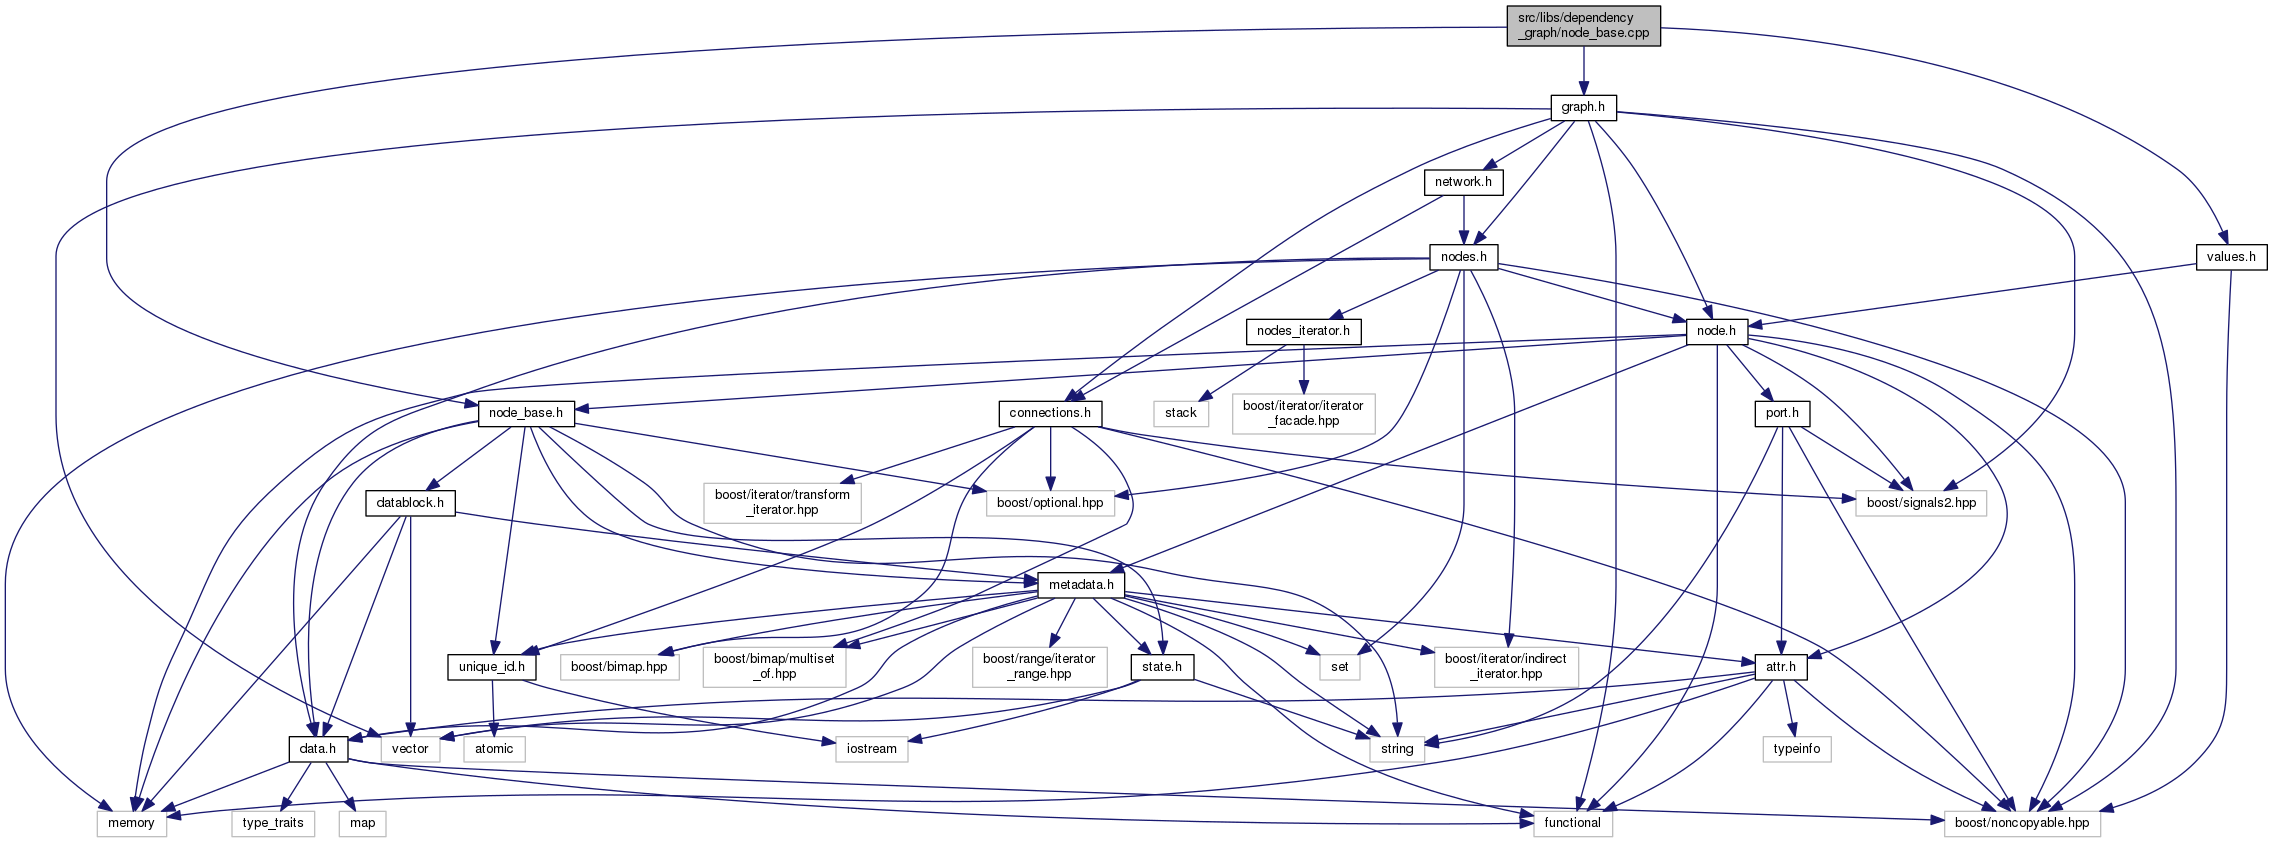 src/libs/dependency
_graph/node_base.cpp
graph.h
network.h
nodes.h
values.h
nodes_iterator.h
node.h
node_base.h
connections.h
stack
boost/iterator/iterator
_facade.hpp
port.h
datablock.h
boost/iterator/transform
_iterator.hpp
boost/optional.hpp
boost/signals2.hpp
metadata.h
unique_id.h
boost/bimap.hpp
boost/bimap/multiset
_of.hpp
boost/range/iterator
_range.hpp
state.h
set
boost/iterator/indirect
_iterator.hpp
attr.h
data.h
vector
atomic
iostream
string
typeinfo
memory
type_traits
map
functional
boost/noncopyable.hpp